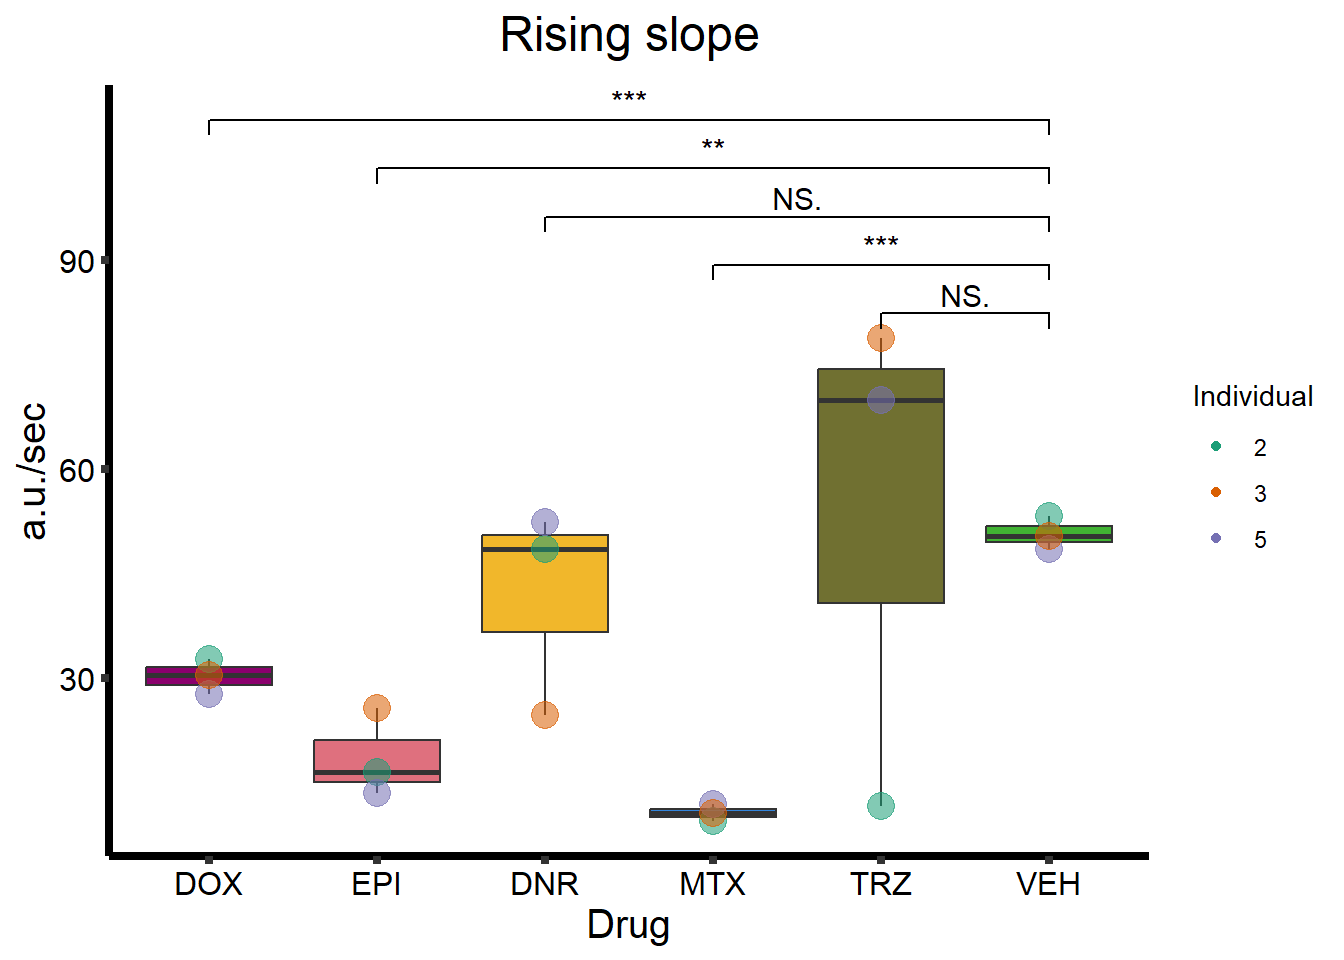 Rising slope
***
**
NS.
***
NS.
90
60
30
a.u./sec
DOX EPI DNR MTX TRZ VEH
Drug
Individual
2
3
5